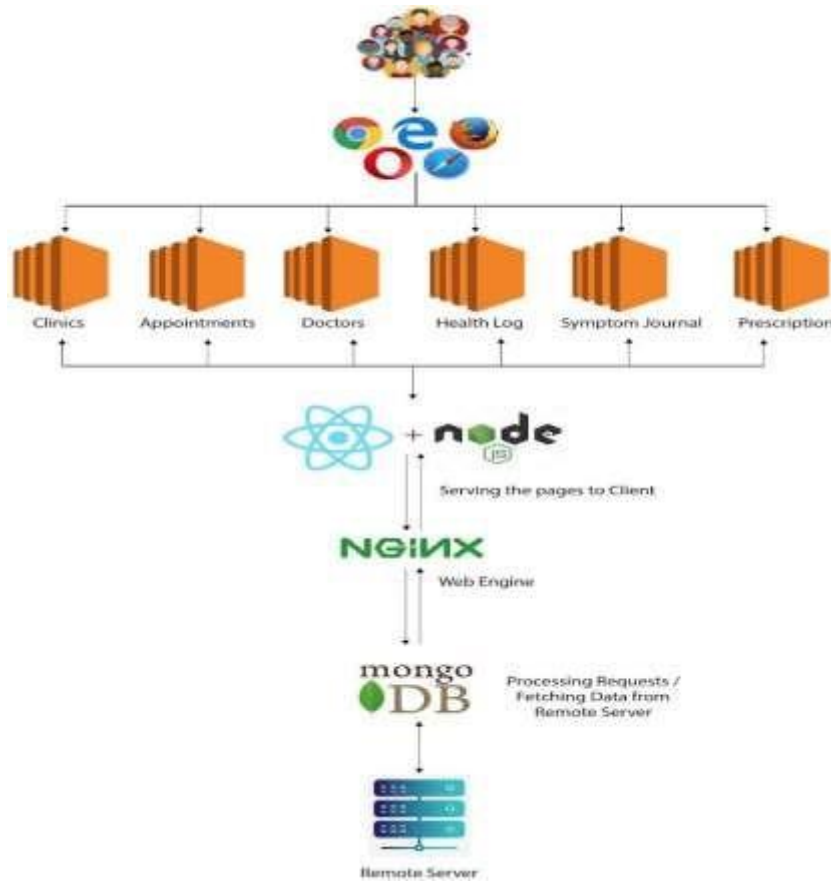 Clinics
Appointments
Doctors
Health Log
Symptom Journal
Prescription
+ node
JS
Serving the pages to Client
NGINX
Web Engine
mongo
DB
Processing Requests /
Fetching Data from
Remote Server
Remote Server